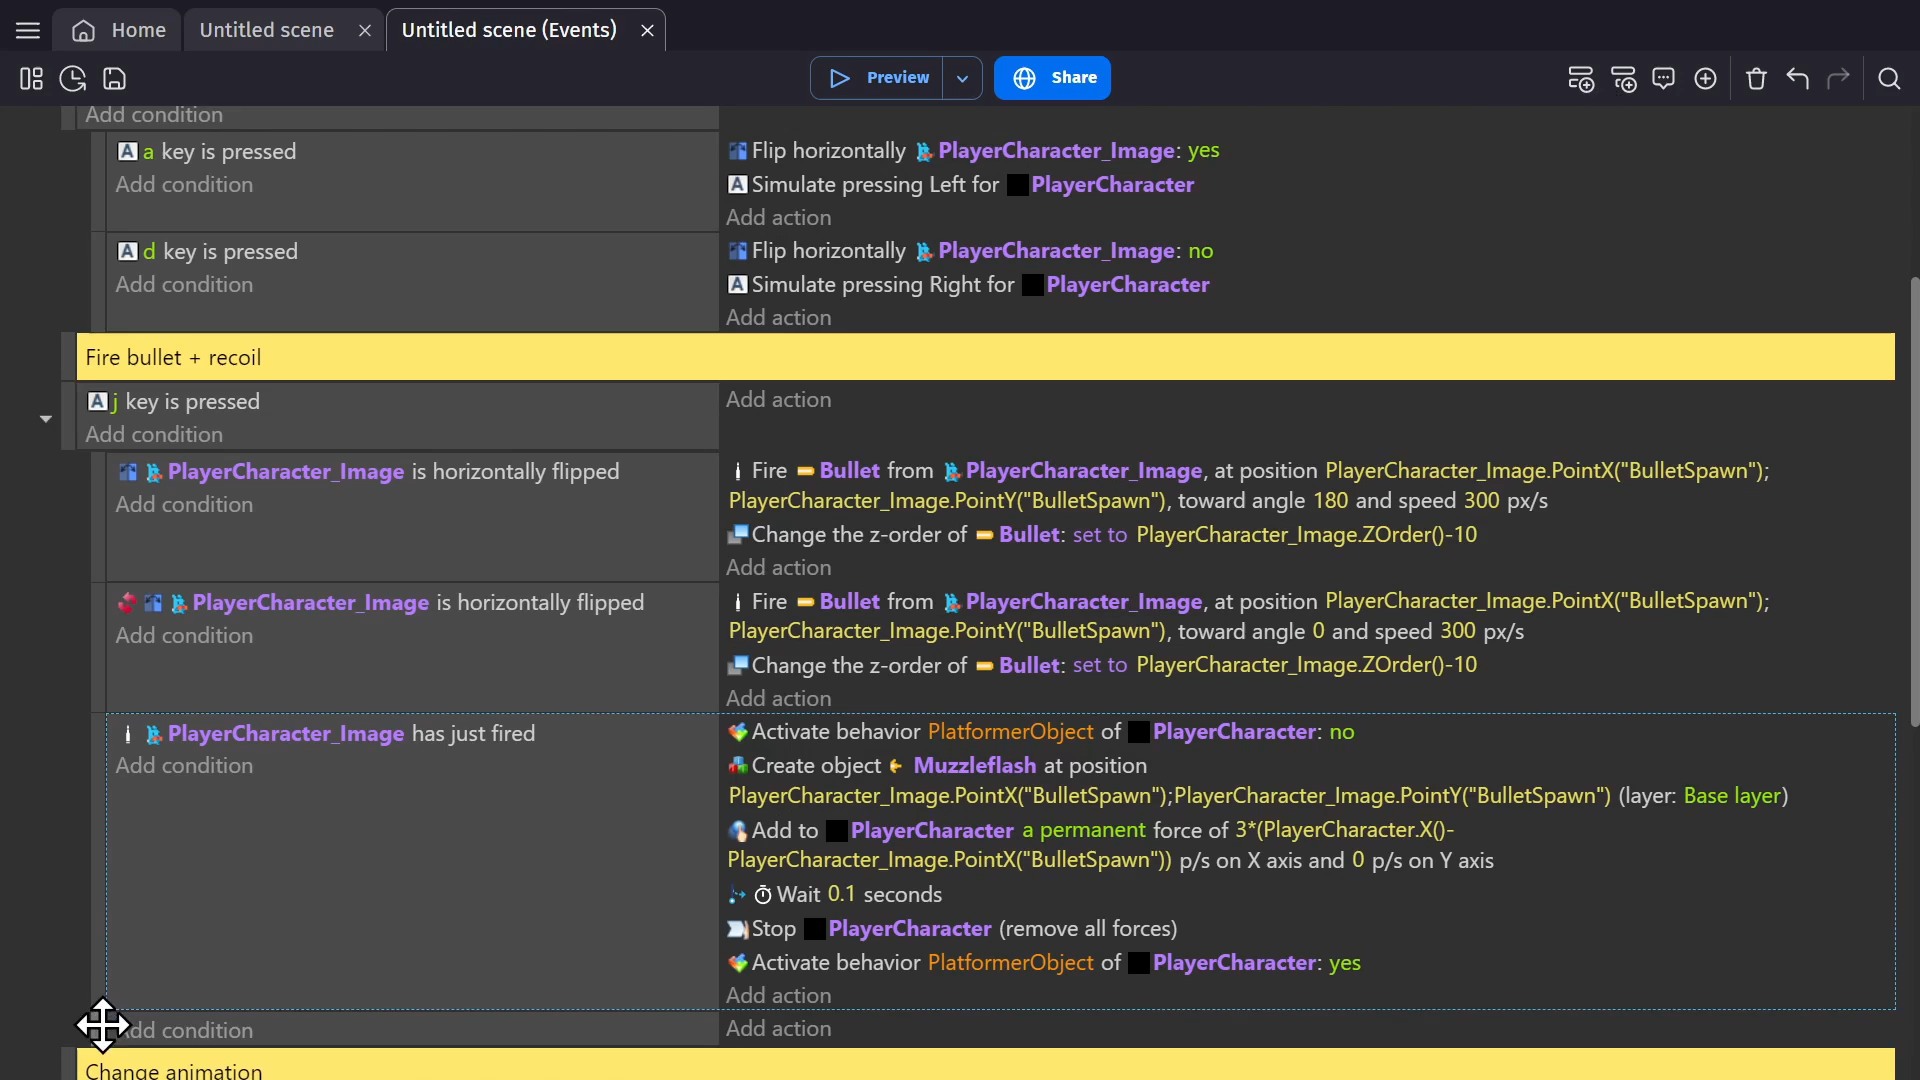 Home
Untitled scene
Untitled scene (Events)
Preview
Share
Add condition
A a key is pressed
Add condition
Flip horizontally PlayerCharacter_Image: yes
A Simulate pressing Left for PlayerCharacter
Add action
A d key is pressed
Add condition
Flip horizontally PlayerCharacter_Image: no
A Simulate pressing Right for PlayerCharacter
Add action
Fire bullet + recoil
A j key is pressed
Add condition
Add action
PlayerCharacter_Image is horizontally flipped
Add condition
Fire Bullet from PlayerCharacter_Image, at position PlayerCharacter_Image.PointX("BulletSpawn");
PlayerCharacter_Image.PointY("BulletSpawn"), toward angle 180 and speed 300 px/s
Change the z-order of Bullet: set to PlayerCharacter_Image.ZOrder()-10
Add action
PlayerCharacter_Image is horizontally flipped
Add condition
Fire Bullet from PlayerCharacter_Image, at position PlayerCharacter_Image.PointX("BulletSpawn");
PlayerCharacter_Image.PointY("BulletSpawn"), toward angle 0 and speed 300 px/s
Change the z-order of Bullet: set to PlayerCharacter_Image.ZOrder()-10
Add action
PlayerCharacter_Image has just fired
Add condition
Activate behavior PlatformerObject of PlayerCharacter: no
Create object Muzzleflash at position
PlayerCharacter_Image.PointX("BulletSpawn");PlayerCharacter_Image.PointY("BulletSpawn") (layer: Base layer)
Add to PlayerCharacter a permanent force of 3*(PlayerCharacter.X()-
PlayerCharacter_Image.PointX("BulletSpawn")) p/s on X axis and 0 p/s on Y axis
Wait 0.1 seconds
Stop PlayerCharacter (remove all forces)
Activate behavior PlatformerObject of PlayerCharacter: yes
Add action
Add condition
Add action
Change animation